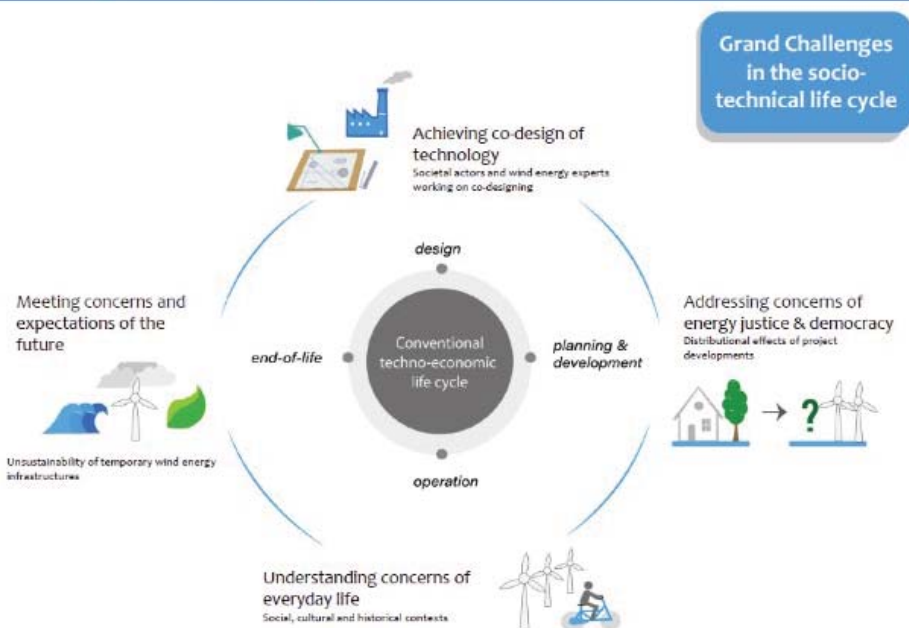 Grand Challenges
in the socio-
technical life cycle
Achieving co-design of
technology
Societal actors and wind energy experts
working on co-designing
design
Meeting concerns and
expectations of the
future
Unsustainability of temporary wind energy
infrastructures
end-of-life
Conventional
techno-economic
life cycle
planning &
development
Addressing concerns of
energy justice & democracy
Distributional effects of project
developments
?
operation
Understanding concerns of
everyday life
Social, cultural and historical contexts